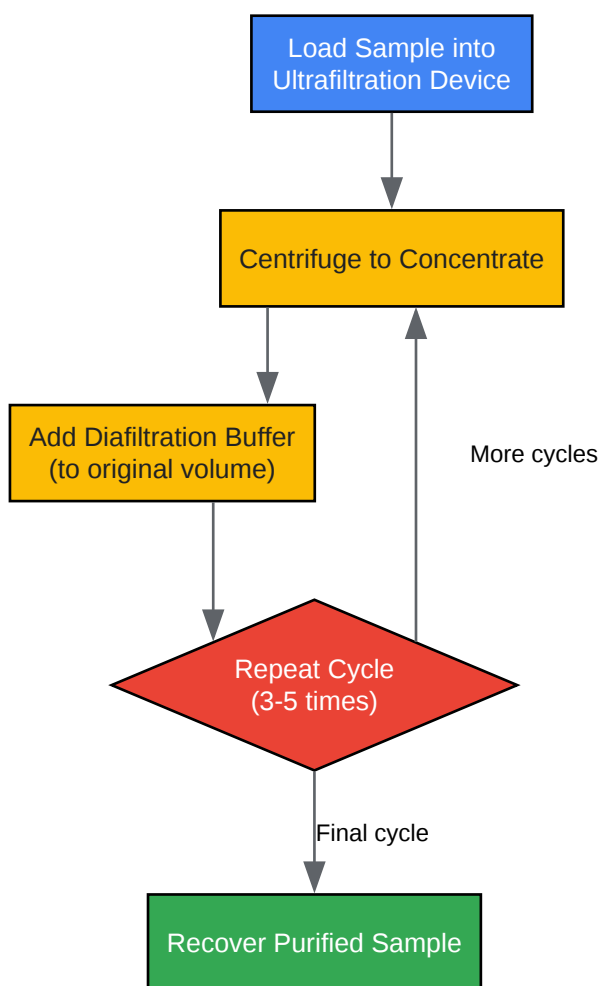 Load Sample into
Ultrafiltration Device
Centrifuge to Concentrate
Add Diafiltration Buffer
(to original volume)
More cycles
Repeat Cycle
(3-5 times)
Final cycle
Recover Purified Sample